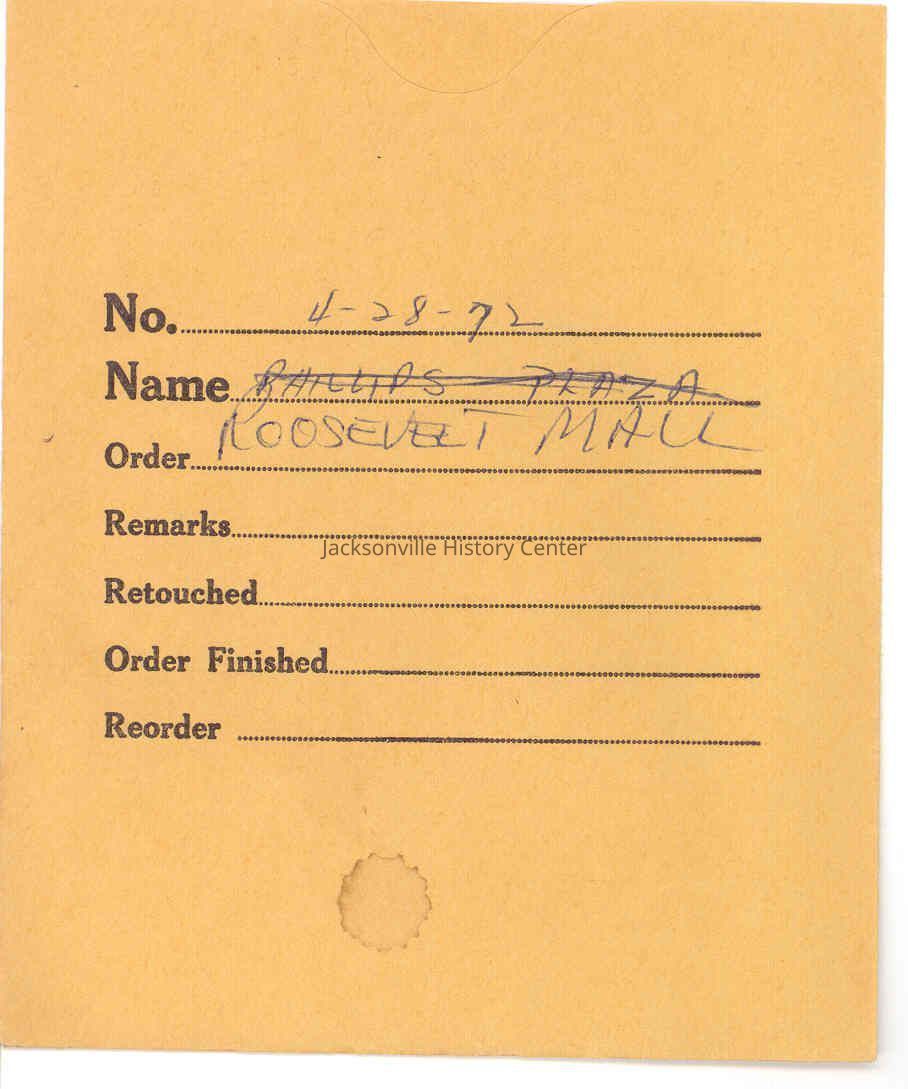 No. 4-28-72
Name PHILLIPS PLAZA
ROOSEVELT MALL
Order
Remarks
Jacksonville History Center
Retouched
Order Finished
Reorder